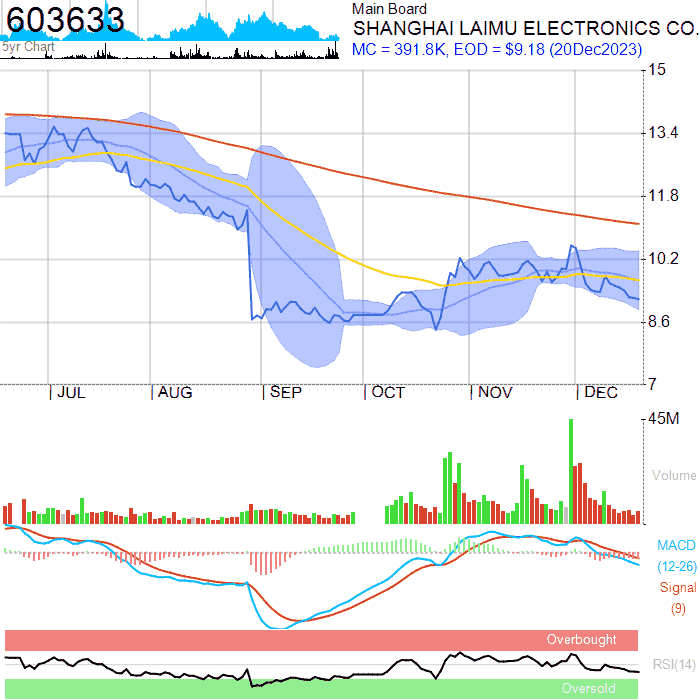 603633
5yr Chart
Main Board
SHANGHAI LAIMU ELECTRONICS CO.
MC = 391.8K, EOD = $9.18 (20Dec2023)
15
13.4
11.8
10.2
8.6
7
JUL AUG SEP OCT NOV DEC
45M
Volume
MACD
(12-26)
Signal
(9)
Overbought
RSI(14)
Oversold